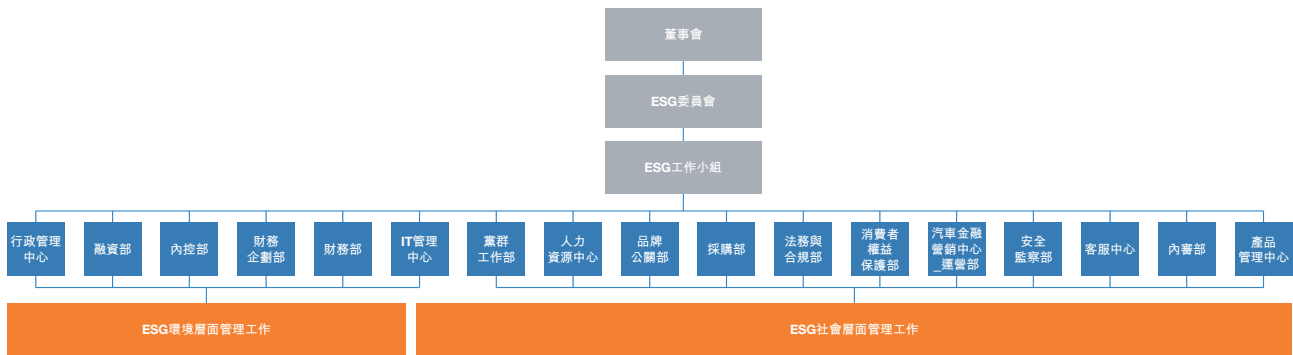 董事會
ESG委員會
ESG工作小組
行政管理
中心
融資部
內控部
財務
企劃部
財務部
IT管理
中心
黨群
工作部
人力
資源中心
品牌
公關部
採購部
法務與
合規部
消費者
權益
保護部
汽車金融
營銷中心
_運營部
安全
監察部
客服中心
內審部
產品
管理中心
ESG環境層面管理工作
ESG社會層面管理工作